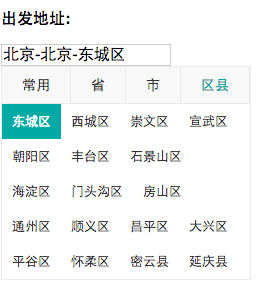 出发地址:
北京-北京-东城区
常用 省 市 区县
东城区 西城区 崇文区 宣武区
朝阳区 丰台区 石景山区
海淀区 门头沟区 房山区
通州区 顺义区 昌平区 大兴区
平谷区 怀柔区 密云县 延庆县